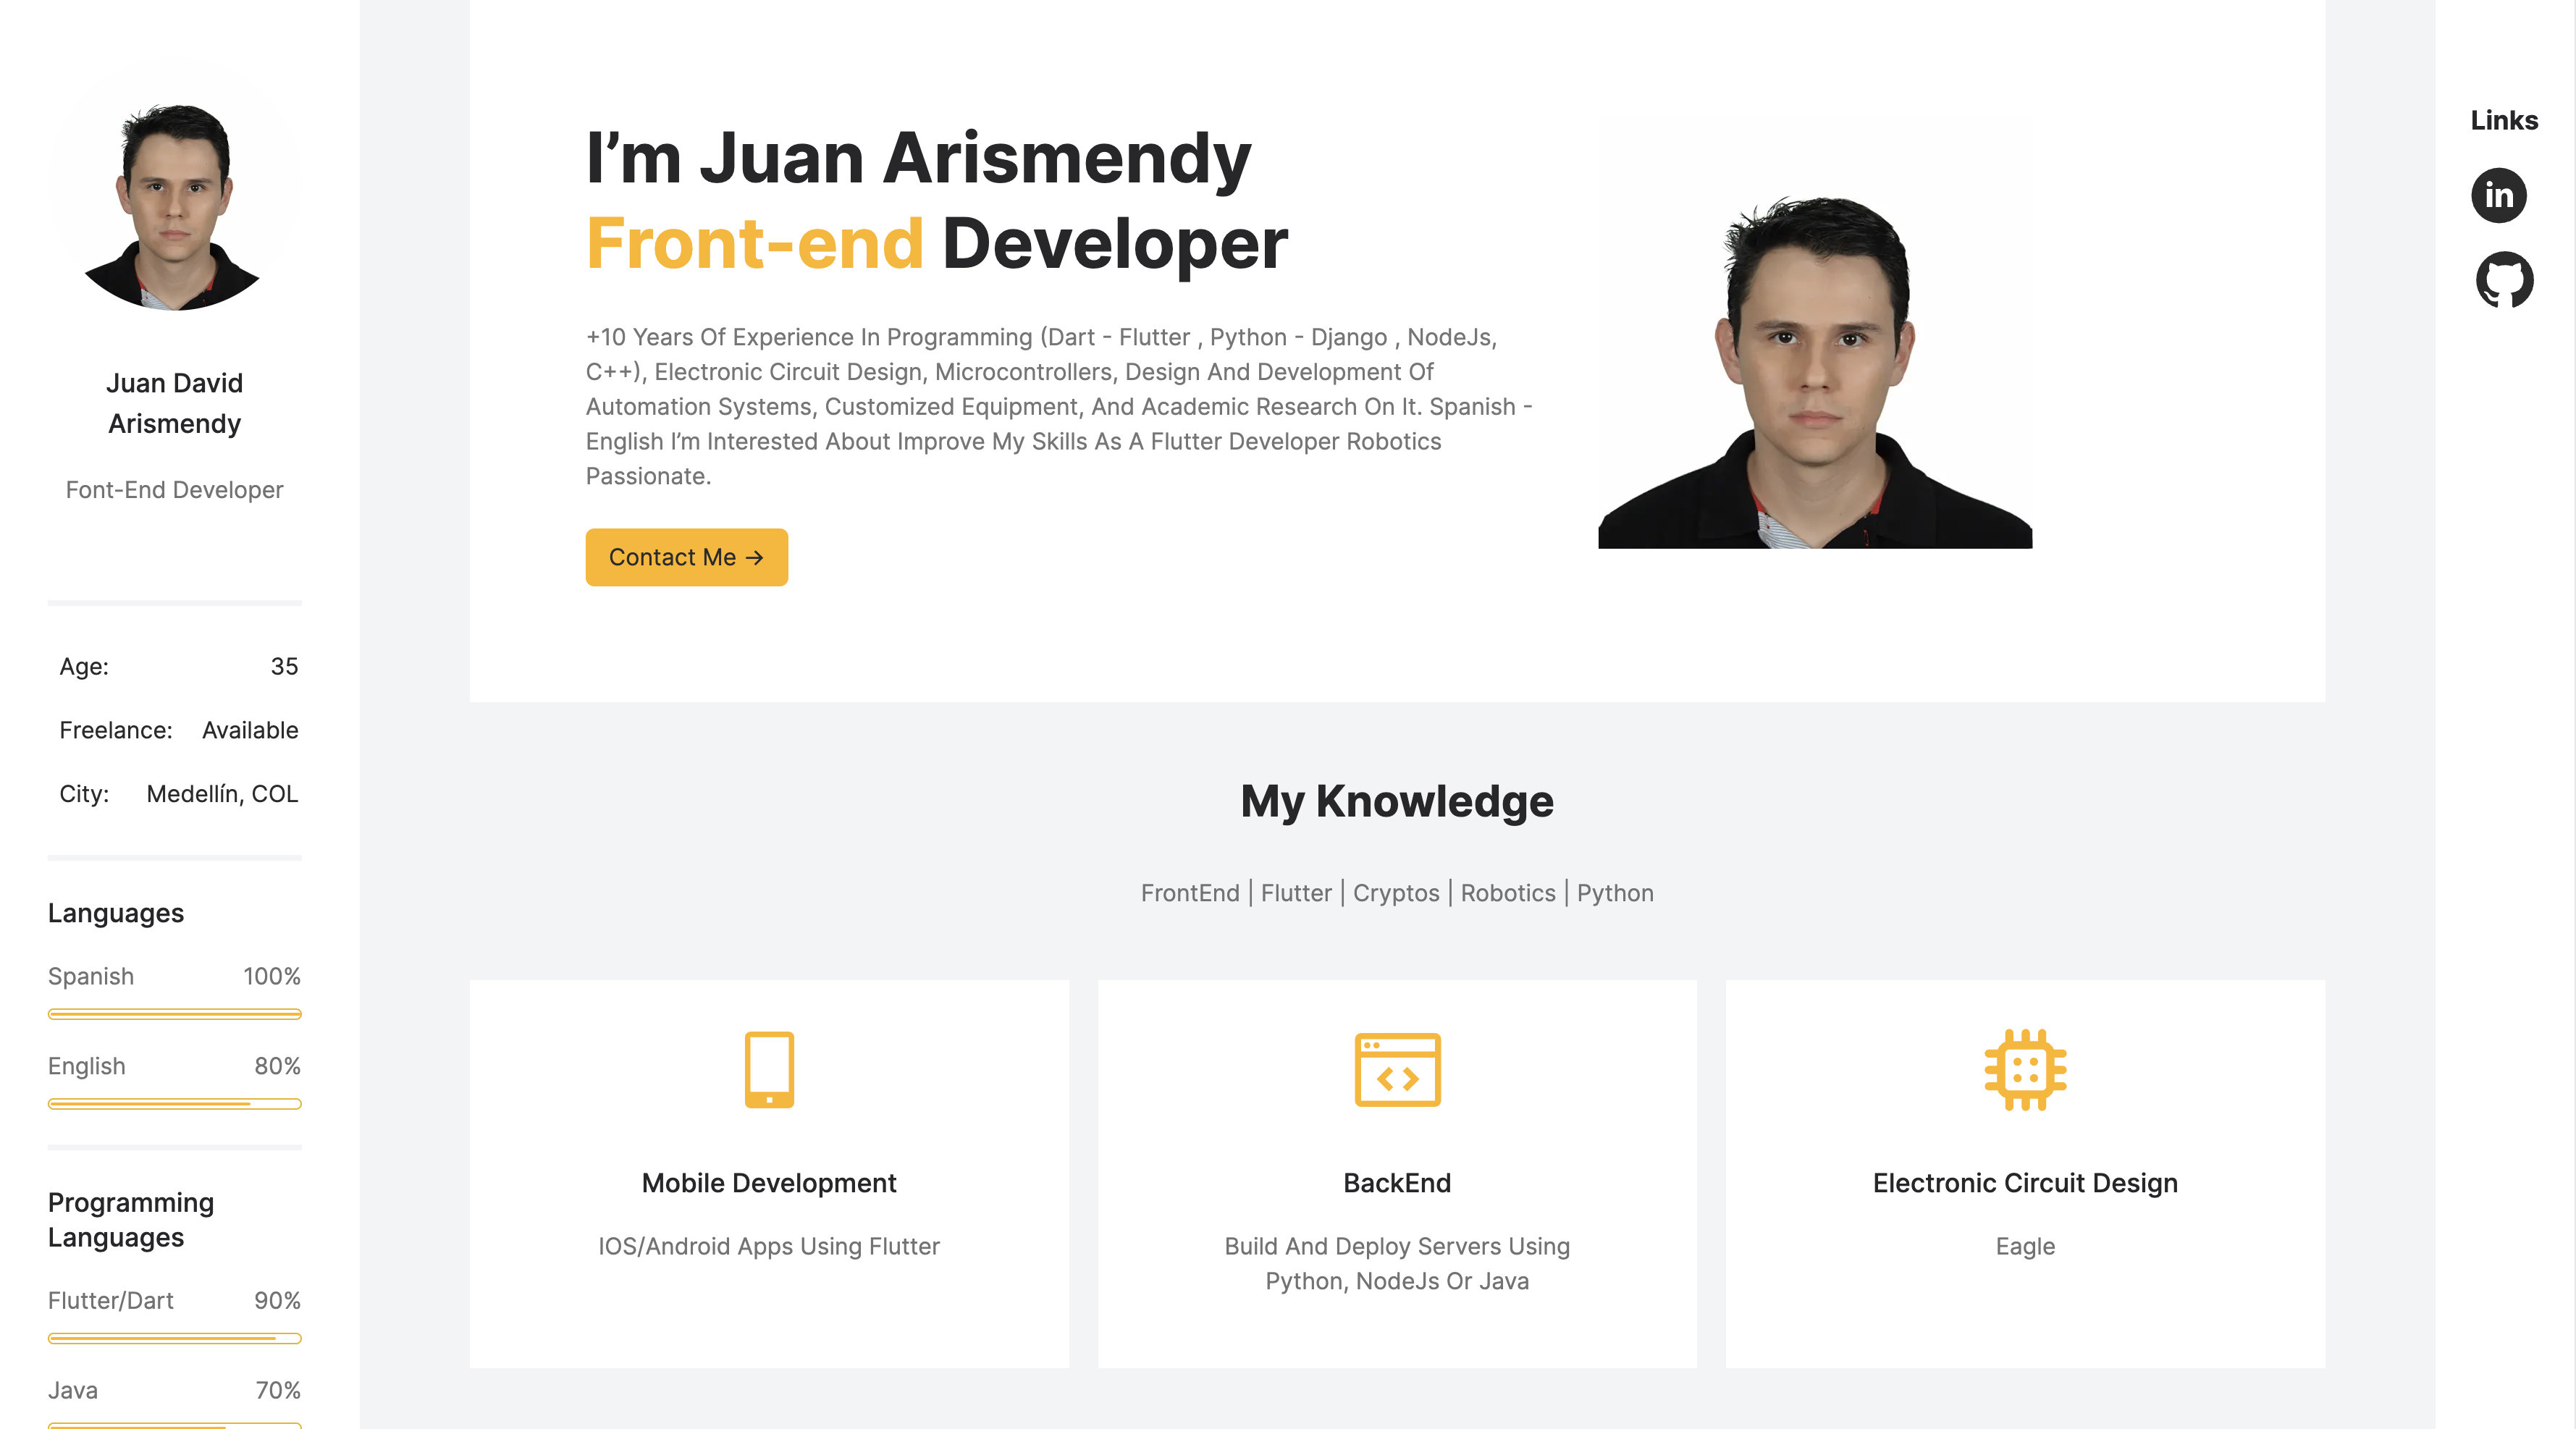 Juan David
Arismendy
Font-End Developer
Age: 35
Freelance: Available
City: Medellín, COL
Languages
Spanish 100%
English 80%
Programming
Languages
Flutter/Dart 90%
Java 70%
I’m Juan Arismendy
Front-end Developer
+10 Years Of Experience In Programming (Dart - Flutter , Python - Django , NodeJs,
C++), Electronic Circuit Design, Microcontrollers, Design And Development Of
Automation Systems, Customized Equipment, And Academic Research On It. Spanish -
English I’m Interested About Improve My Skills As A Flutter Developer Robotics
Passionate.
Contact Me →
My Knowledge
FrontEnd | Flutter | Cryptos | Robotics | Python
Mobile Development
IOS/Android Apps Using Flutter
BackEnd
Build And Deploy Servers Using
Python, NodeJs Or Java
Electronic Circuit Design
Eagle
Links
in